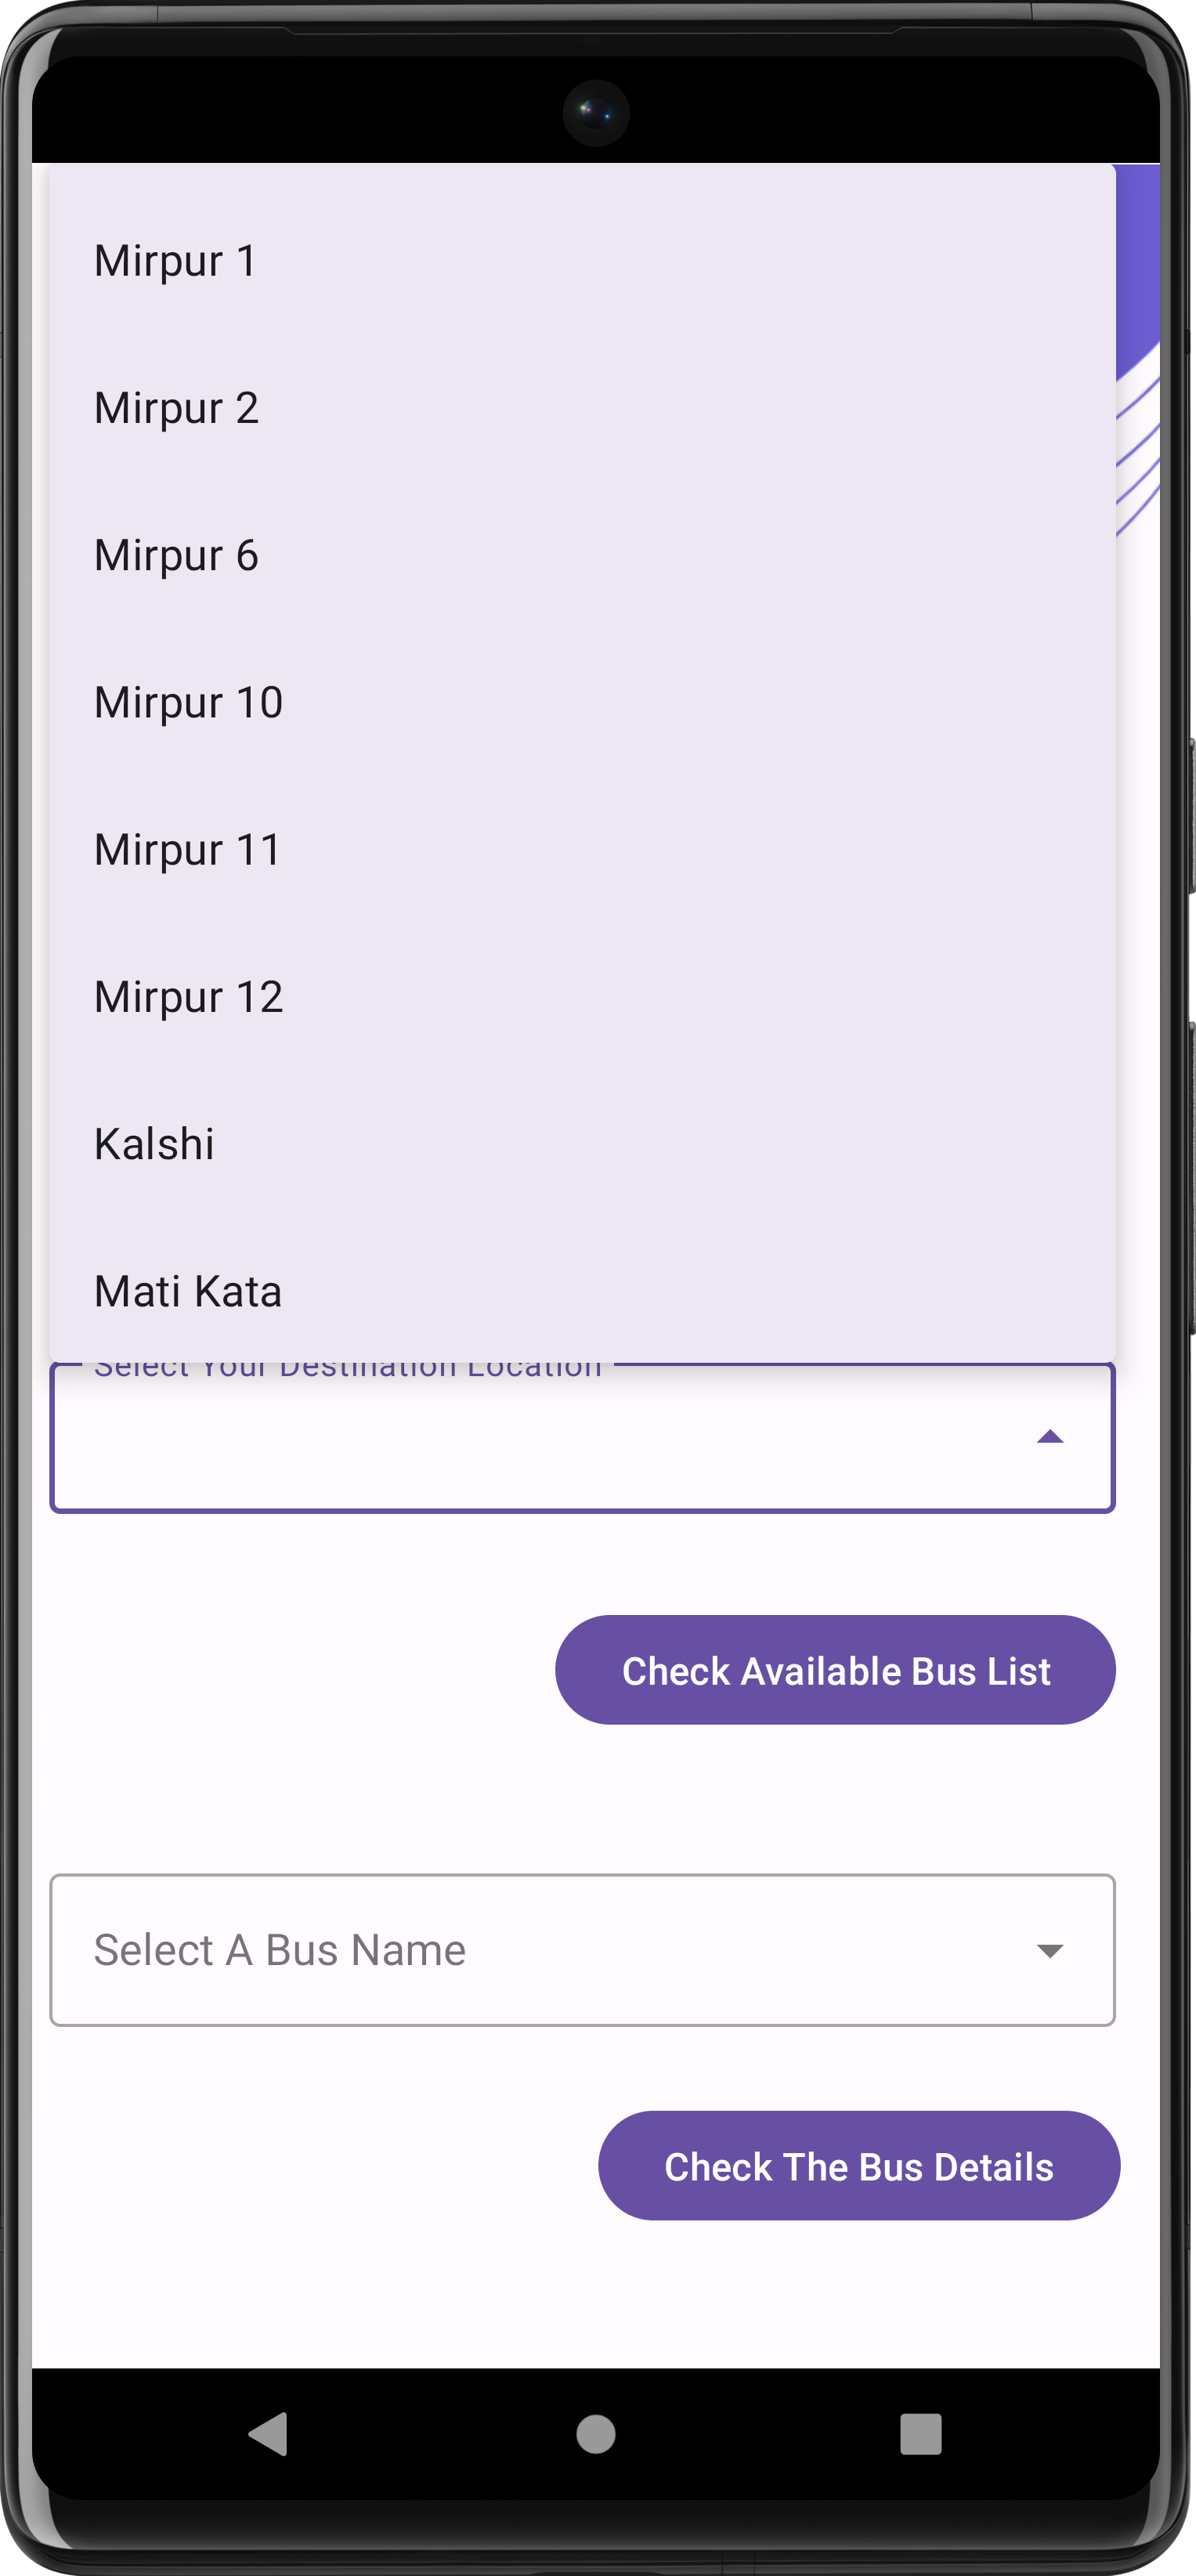 Mirpur 1
Mirpur 2
Mirpur 6
Mirpur 10
Mirpur 11
Mirpur 12
Kalshi
Mati Kata
Select Your Destination Location
Check Available Bus List
Select A Bus Name
Check The Bus Details